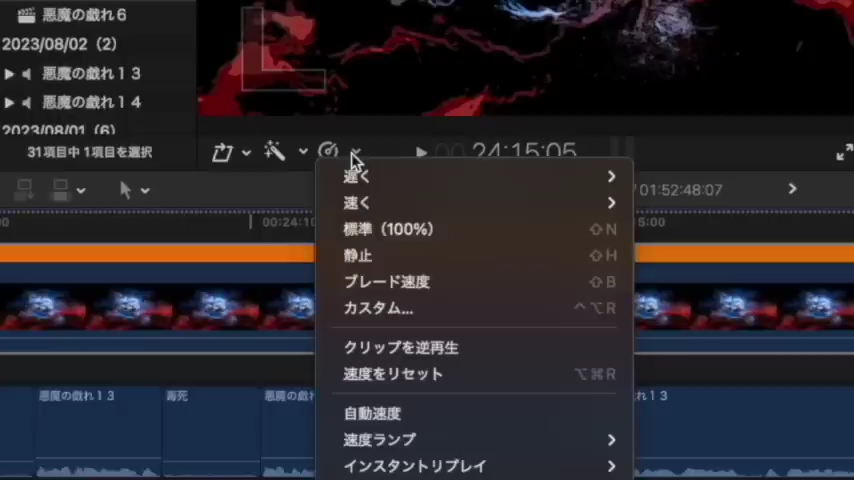 悪魔の戯れ６
2023/08/02（2）
悪魔の戯れ１３
悪魔の戯れ１４
2023/08/01（6）
31項目中 1項目を選択
24:15:05
遅く
速く
/ 01:52:48:07
標準（100%） ⇧N
00:24:10
5:00
静止 ⇧H
ブレード速度 ⇧B
カスタム... ^⌥R
クリップを逆再生
速度をリセット ⌥⌘R
悪魔の戯れ１３
毒死
悪魔の戯れ
れ１３
自動速度
速度ランプ
インスタントリプレイ